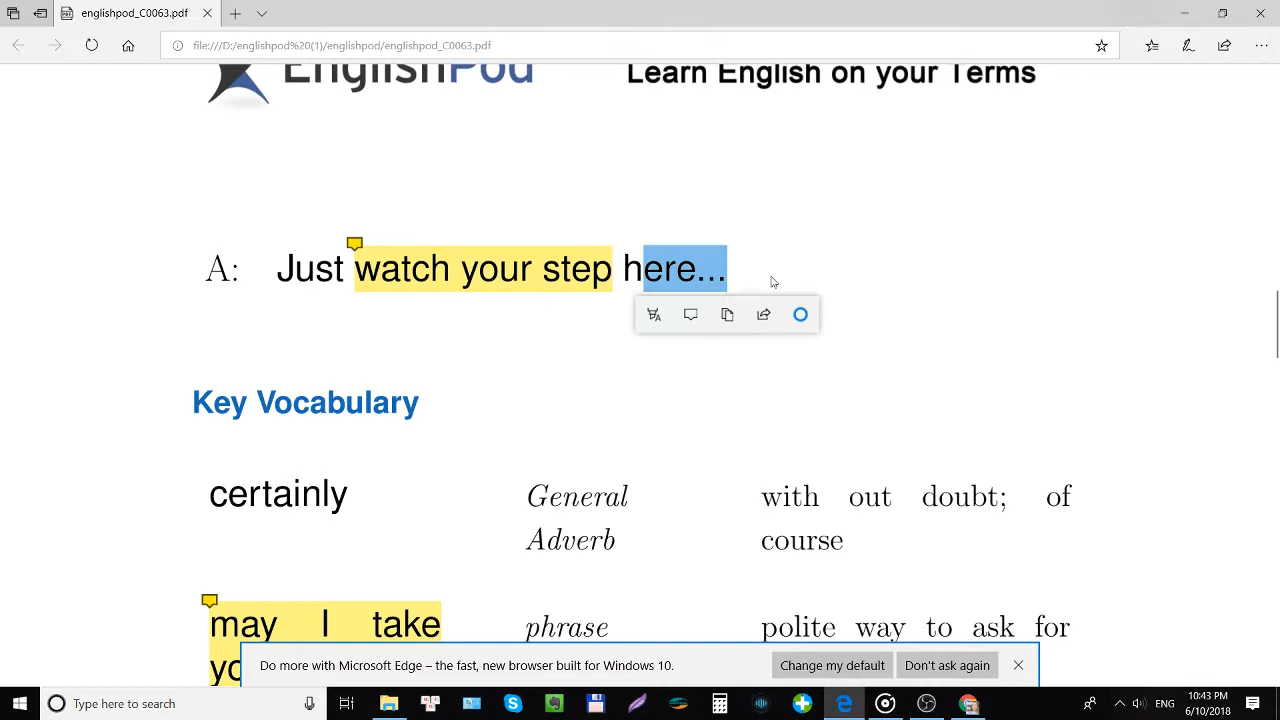 englishpod_C0063.pdf
file:///D:/englishpod%20(1)/englishpod/englishpod_C0063.pdf
EnglishPod Learn English on your Terms
A: Just watch your step here...
Key Vocabulary
certainly General with out doubt; of
Adverb course
may I take phrase polite way to ask for
yo
Do more with Microsoft Edge – the fast, new browser built for Windows 10. Change my default Don't ask again
Type here to search
ENG
10:43 PM
6/10/2018